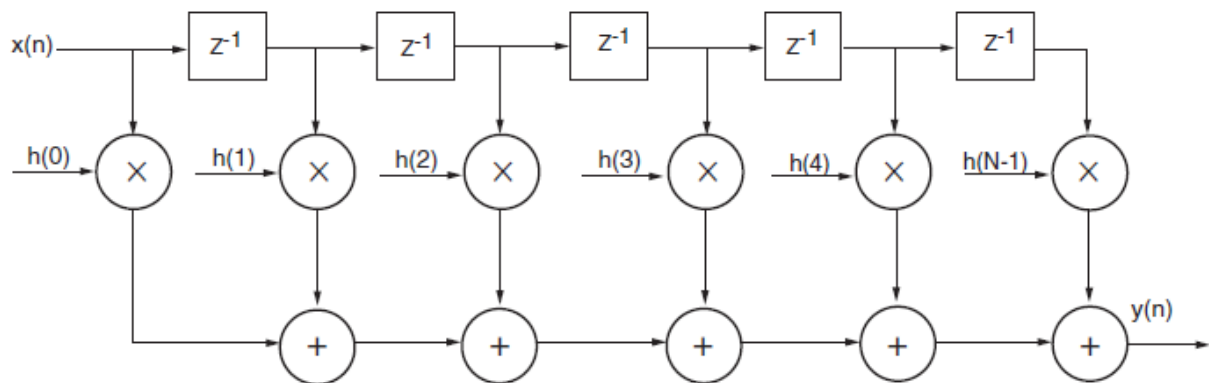 x(n)
Z-1
Z-1
Z-1
Z-1
Z-1
h(0)
×
h(1)
×
h(2)
×
h(3)
×
h(4)
×
h(N-1)
×
+
+
+
+
+
y(n)